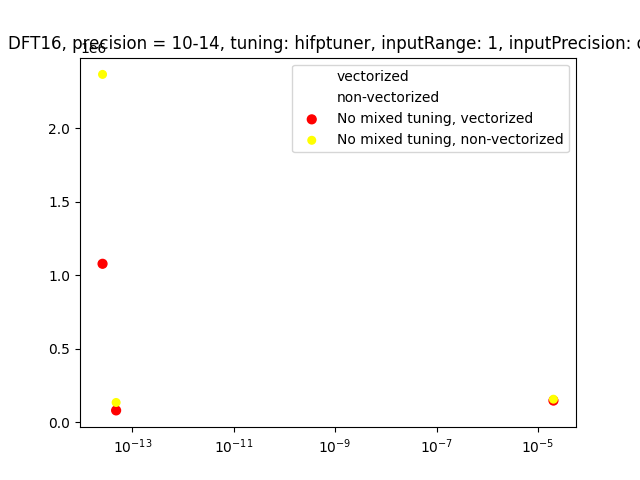 DFT16, precision = 10-14, tuning: hifptuner, inputRange: 1, inputPrecision:
1e6
vectorized
non-vectorized
No mixed tuning, vectorized
No mixed tuning, non-vectorized
2.0
1.5
1.0
0.5
0.0
10⁻¹³ 10⁻¹¹ 10⁻⁹ 10⁻⁷ 10⁻⁵